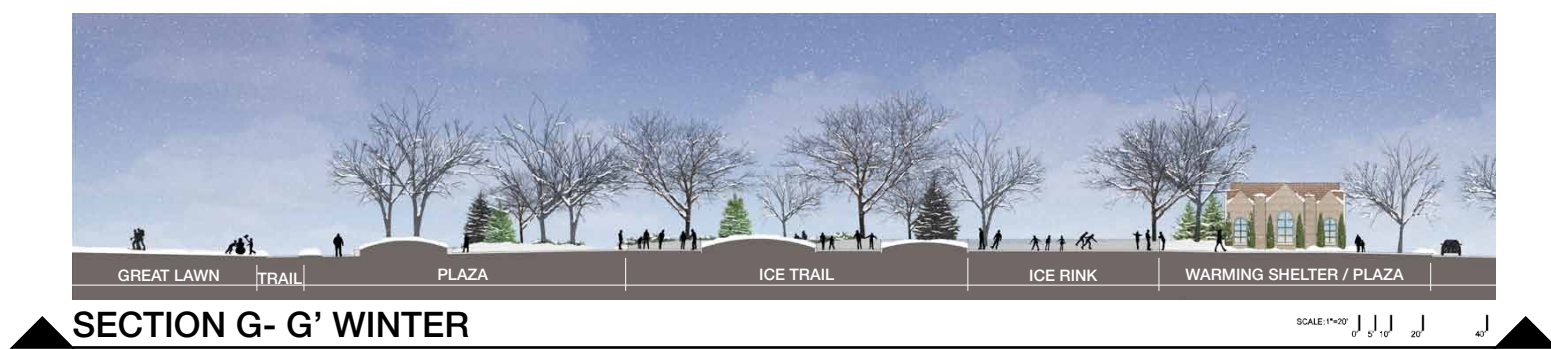 GREAT LAWN TRAIL PLAZA ICE TRAIL ICE RINK WARMING SHELTER / PLAZA
SECTION G- G’ WINTER
SCALE:1"=20'
0' 5' 10' 20' 40'